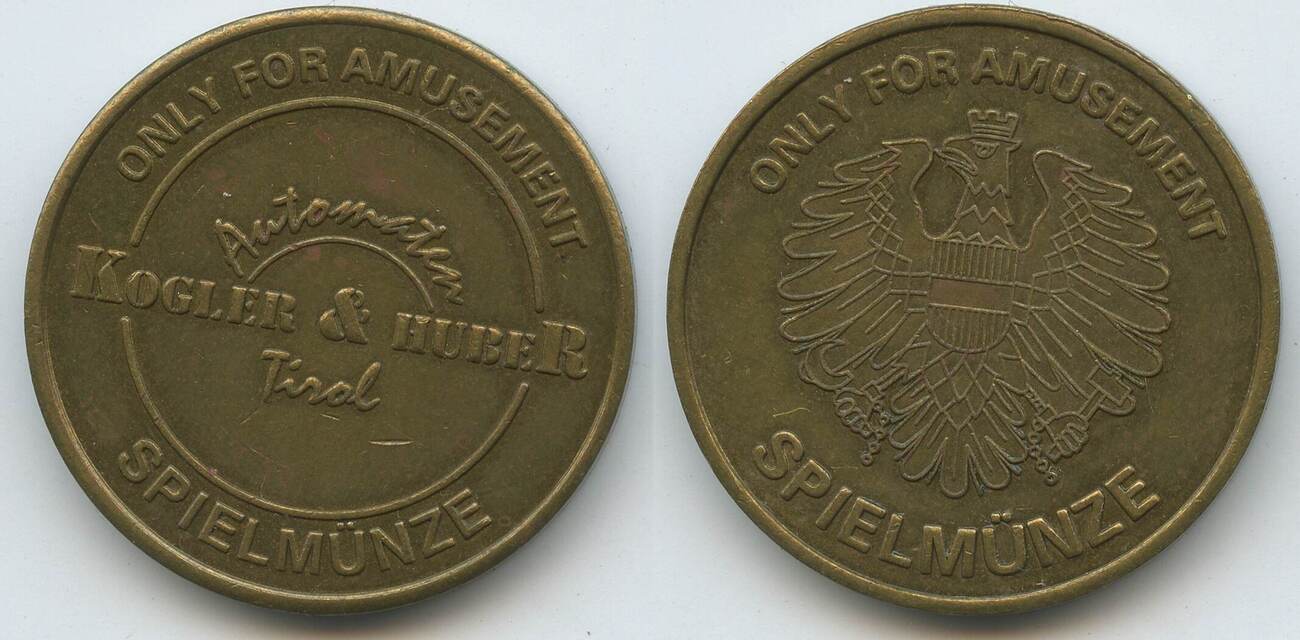 ONLY FOR AMUSEMENT
Automaten
KOGLER & HUBER
Tirol
SPIELMÜNZE
ONLY FOR AMUSEMENT
SPIELMÜNZE